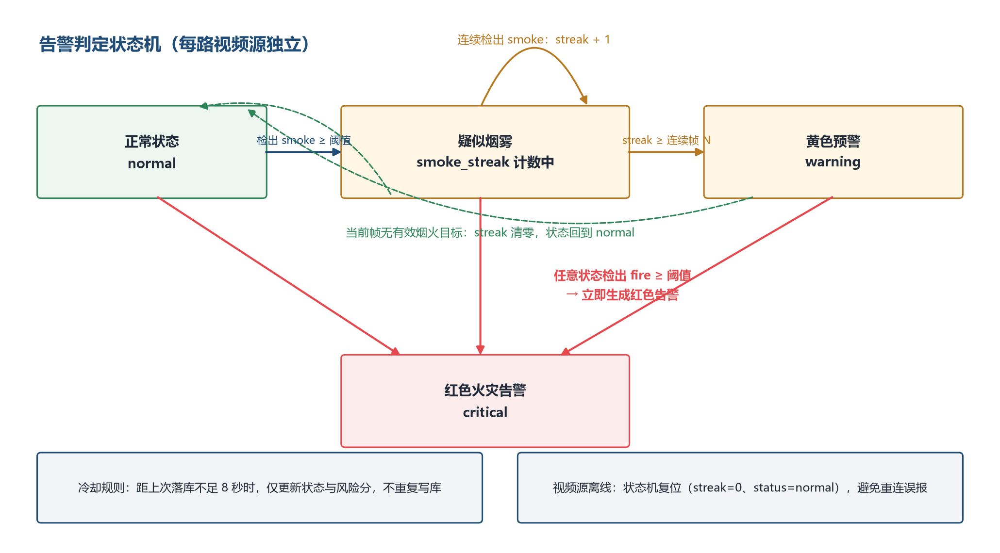 告警判定状态机（每路视频源独立）
连续检出 smoke：streak + 1
正常状态
normal
检出 smoke ≥ 阈值
疑似烟雾
smoke_streak 计数中
streak ≥ 连续帧 N
黄色预警
warning
当前帧无有效烟火目标：streak 清零，状态回到 normal
任意状态检出 fire ≥ 阈值
→ 立即生成红色告警
红色火灾告警
critical
冷却规则：距上次落库不足 8 秒时，仅更新状态与风险分，不重复写库
视频源离线：状态机复位（streak=0、status=normal），避免重连误报